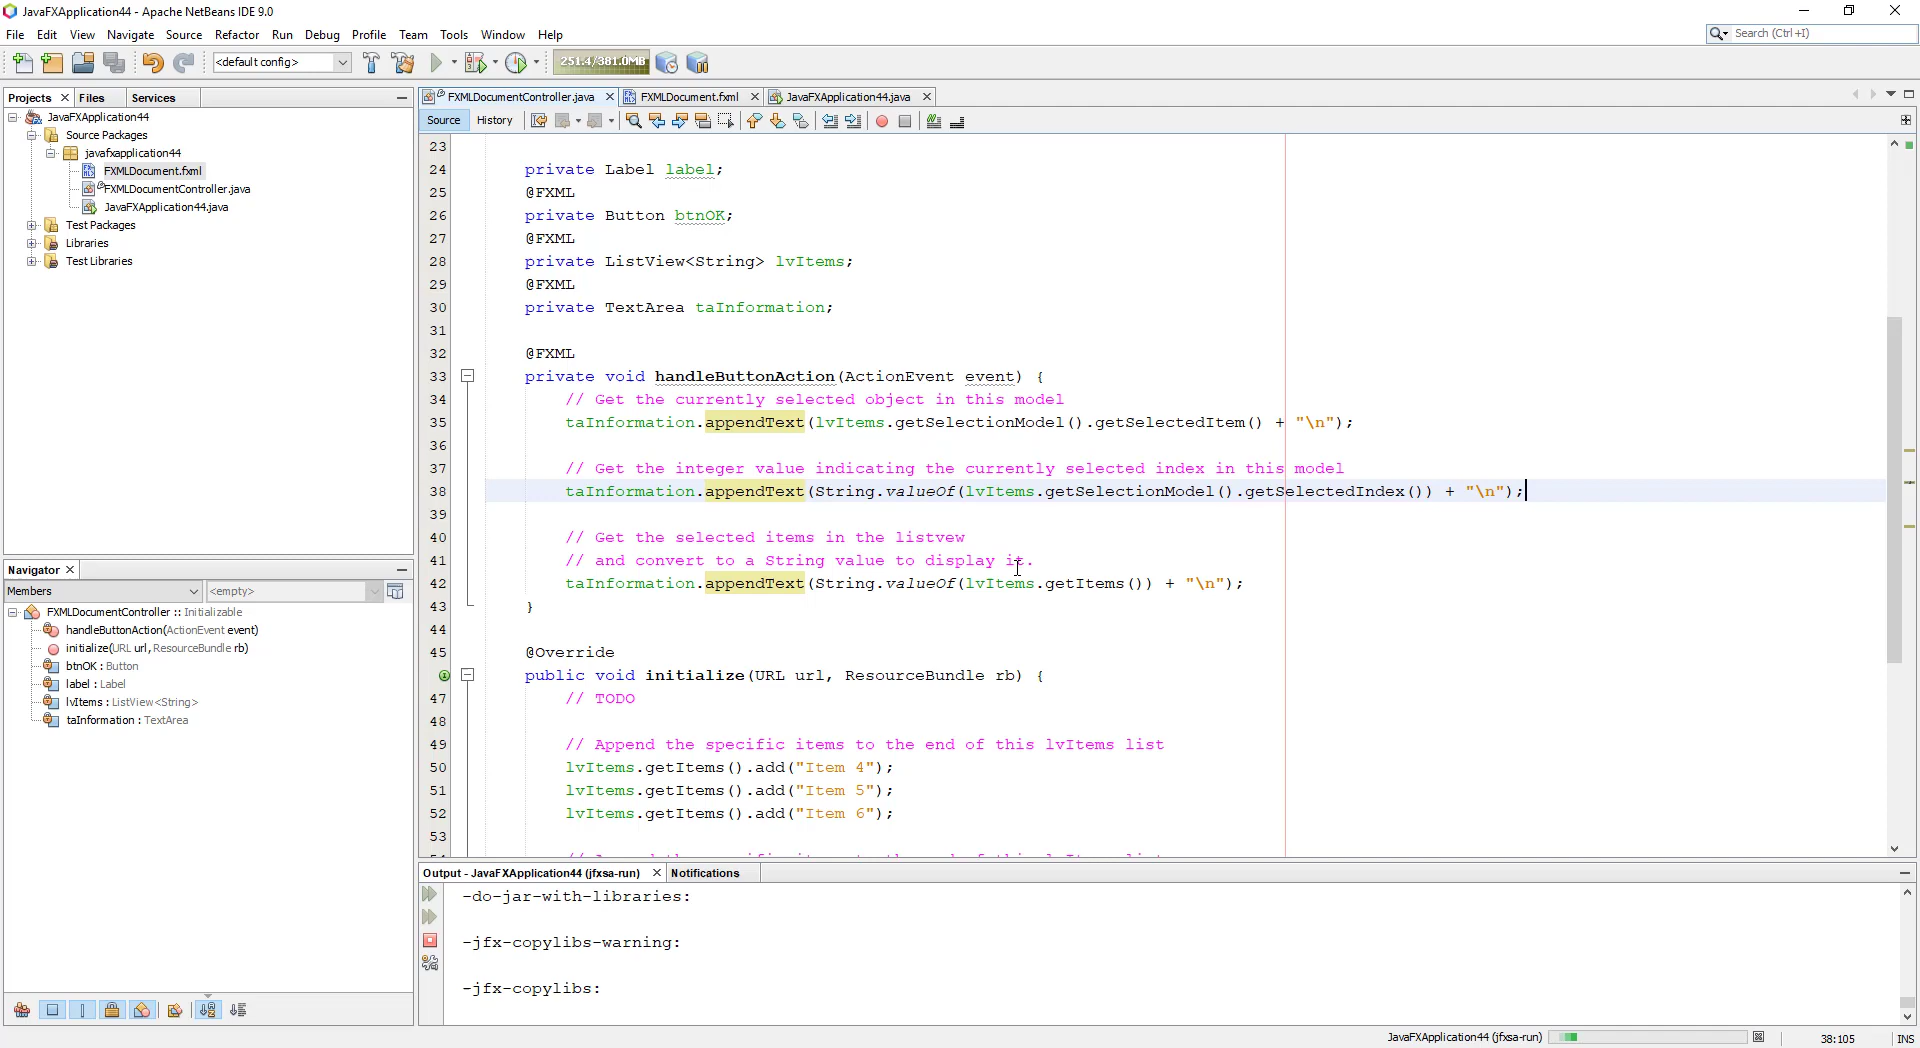 JavaFXApplication44 - Apache NetBeans IDE 9.0
File Edit View Navigate Source Refactor Run Debug Profile Team Tools Window Help
Search (Ctrl+I)
<default config>
251.4/381.0MB
Projects Files Services
FXMLDocumentController.java FXMLDocument.fxml JavaFXApplication44.java
Source History
JavaFXApplication44
Source Packages
javafxapplication44
FXMLDocument.fxml
FXMLDocumentController.java
JavaFXApplication44.java
Test Packages
Libraries
Test Libraries
23
24 private Label label;
25 @FXML
26 private Button btnOK;
27 @FXML
28 private ListView<String> lvItems;
29 @FXML
30 private TextArea taInformation;
31
32 @FXML
33 private void handleButtonAction(ActionEvent event) {
34 // Get the currently selected object in this model
35 taInformation.appendText(lvItems.getSelectionModel().getSelectedItem() + "\n");
36
37 // Get the integer value indicating the currently selected index in this model
38 taInformation.appendText(String.valueOf(lvItems.getSelectionModel().getSelectedIndex()) + "\n");
39
40 // Get the selected items in the listvew
41 // and convert to a String value to display it.
42 taInformation.appendText(String.valueOf(lvItems.getItems()) + "\n");
43 }
44
45 @Override
public void initialize(URL url, ResourceBundle rb) {
47 // TODO
48
49 // Append the specific items to the end of this lvItems list
50 lvItems.getItems().add("Item 4");
51 lvItems.getItems().add("Item 5");
52 lvItems.getItems().add("Item 6");
53
Navigator
Members <empty>
FXMLDocumentController :: Initializable
handleButtonAction(ActionEvent event)
initialize(URL url, ResourceBundle rb)
btnOK : Button
label : Label
lvItems : ListView<String>
taInformation : TextArea
Output - JavaFXApplication44 (jfxsa-run) Notifications
-do-jar-with-libraries:
-jfx-copylibs-warning:
-jfx-copylibs:
JavaFXApplication44 (jfxsa-run) 38:105 INS